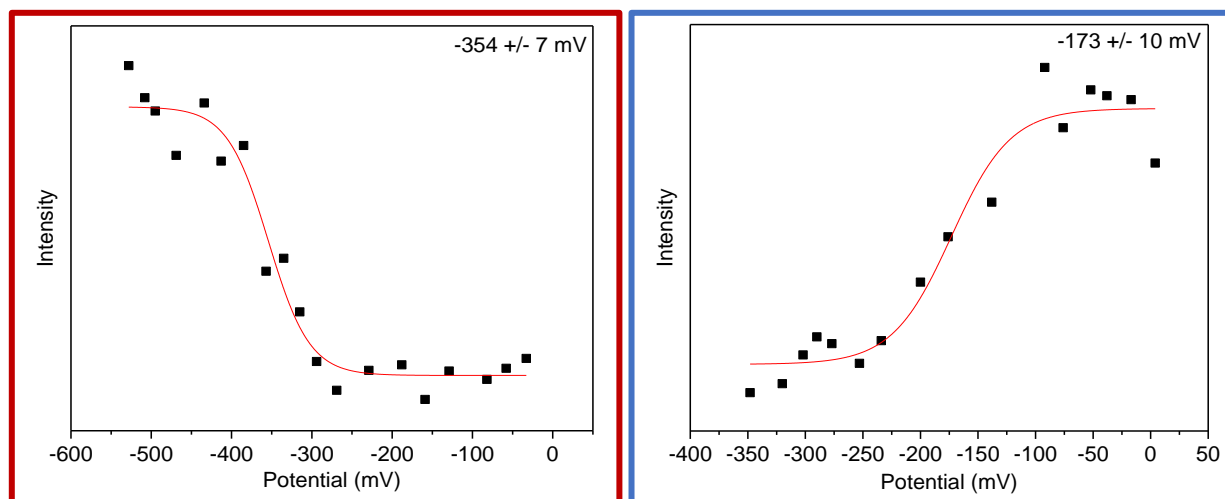 -354 +/- 7 mV
Intensity
-600 -500 -400 -300 -200 -100 0
Potential (mV)
-173 +/- 10 mV
Intensity
-400 -350 -300 -250 -200 -150 -100 -50 0 50
Potential (mV)